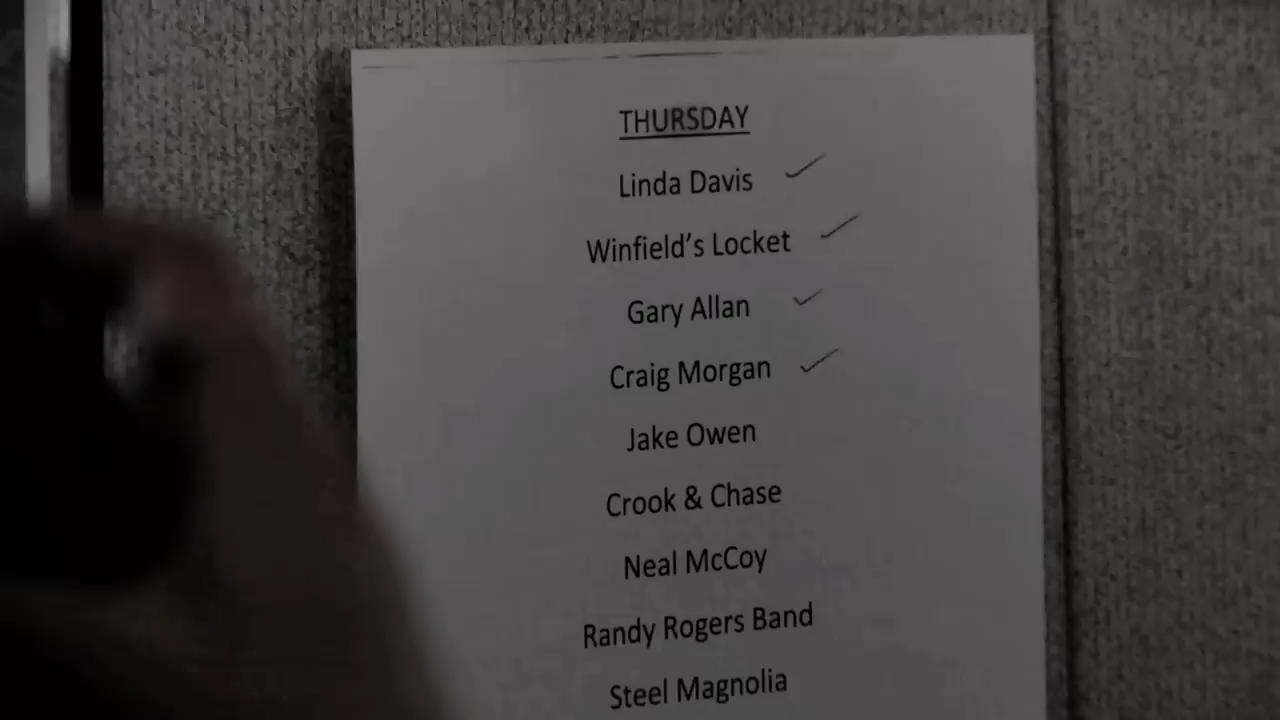 THURSDAY
Linda Davis
Winfield's Locket
Gary Allan
Craig Morgan
Jake Owen
Crook & Chase
Neal McCoy
Randy Rogers Band
Steel Magnolia